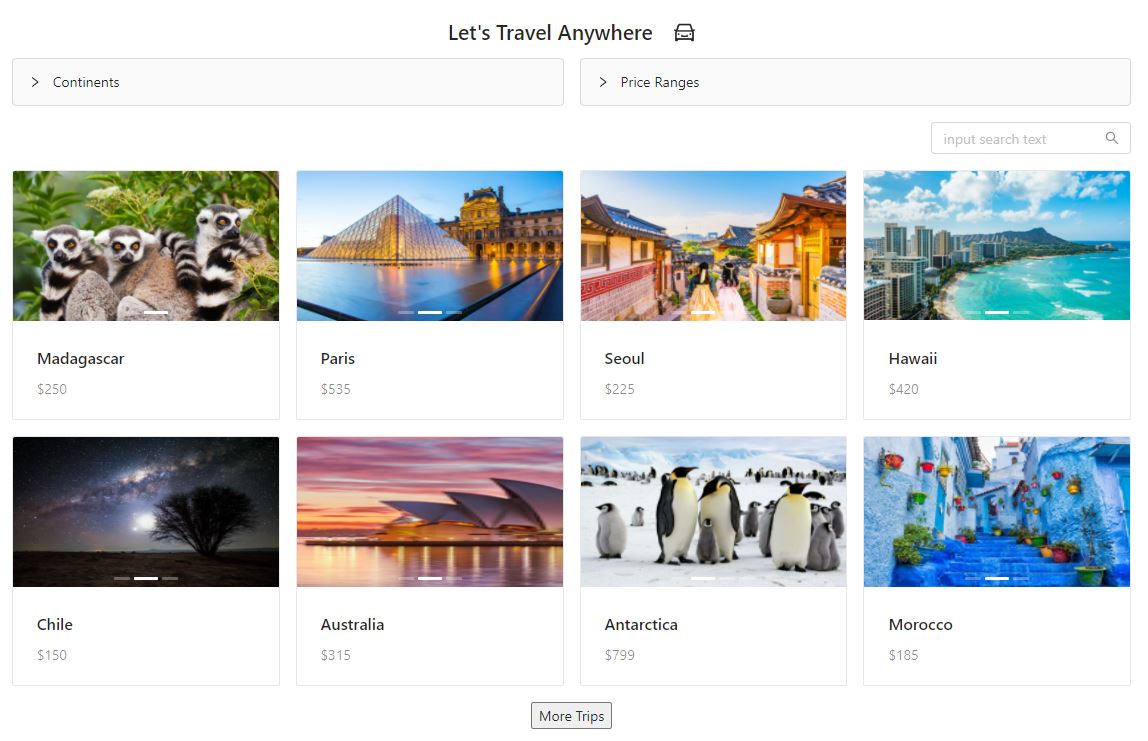 Let's Travel Anywhere
Continents
Price Ranges
input search text
Madagascar
$250
Paris
$535
Seoul
$225
Hawaii
$420
Chile
$150
Australia
$315
Antarctica
$799
Morocco
$185
More Trips